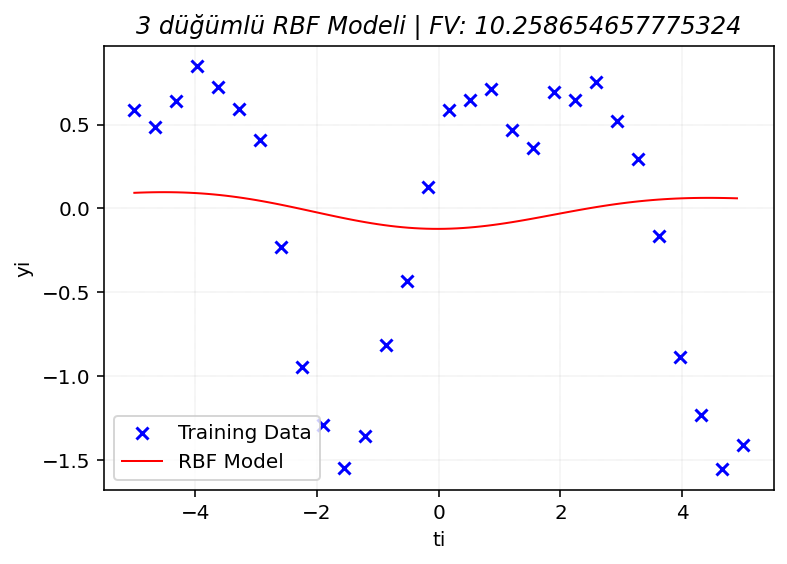 3 düğümlü RBF Modeli | FV: 10.258654657775324
yi
0.5
0.0
−0.5
−1.0
−1.5
Training Data
RBF Model
−4
−2
0
2
4
ti